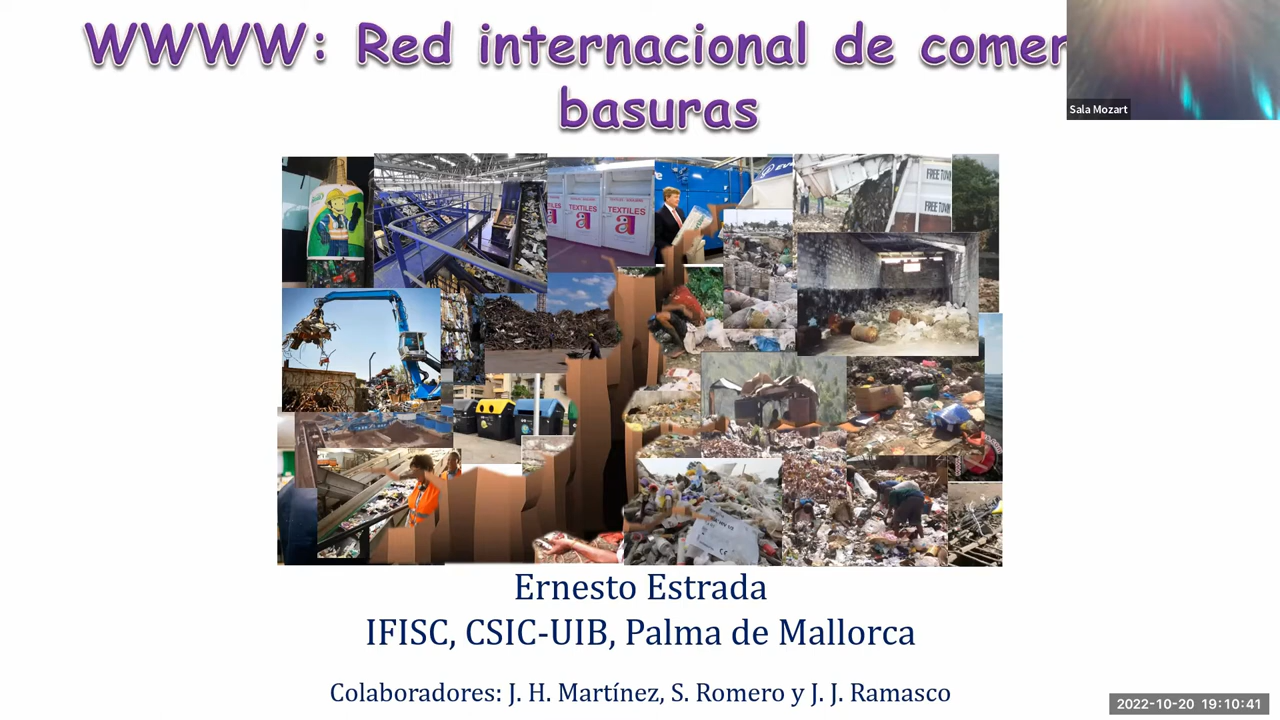 WWWW: Red internacional de comer
basuras
Sala Mozart
TEXTILES
TEXTILES
FREE TOWN
FREE TOWN
Ernesto Estrada
IFISC, CSIC-UIB, Palma de Mallorca
Colaboradores: J. H. Martínez, S. Romero y J. J. Ramasco
2022-10-20 19:10:41